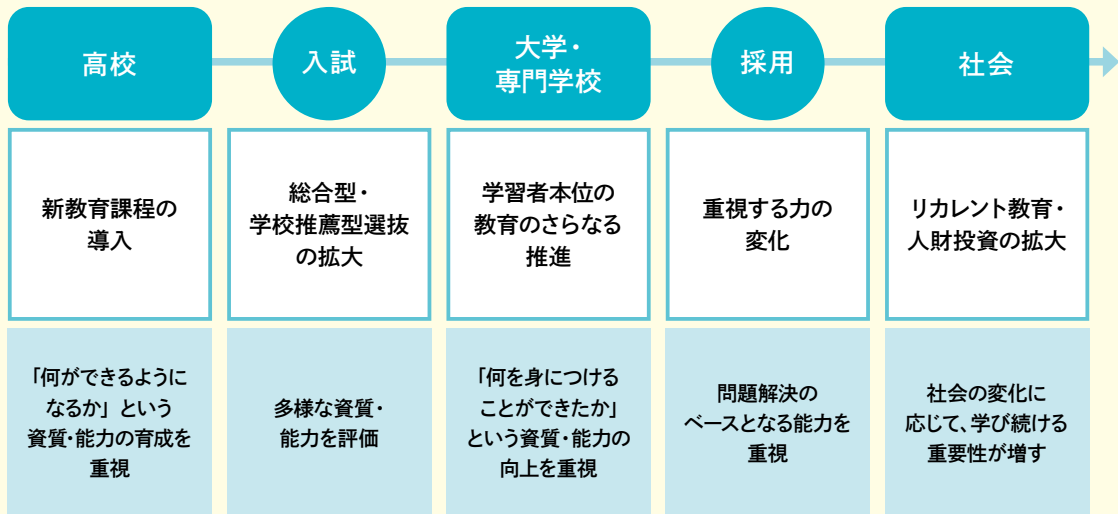 高校
入試
大学・
専門学校
採用
社会
新教育課程の
導入
総合型・
学校推薦型選抜
の拡大
学習者本位の
教育のさらなる
推進
重視する力の
変化
リカレント教育・
人財投資の拡大
「何ができるように
なるか」という
資質・能力の育成を
重視
多様な資質・
能力を評価
「何を身につける
ことができたか」
という資質・能力の
向上を重視
問題解決の
ベースとなる能力を
重視
社会の変化に
応じて、学び続ける
重要性が増す